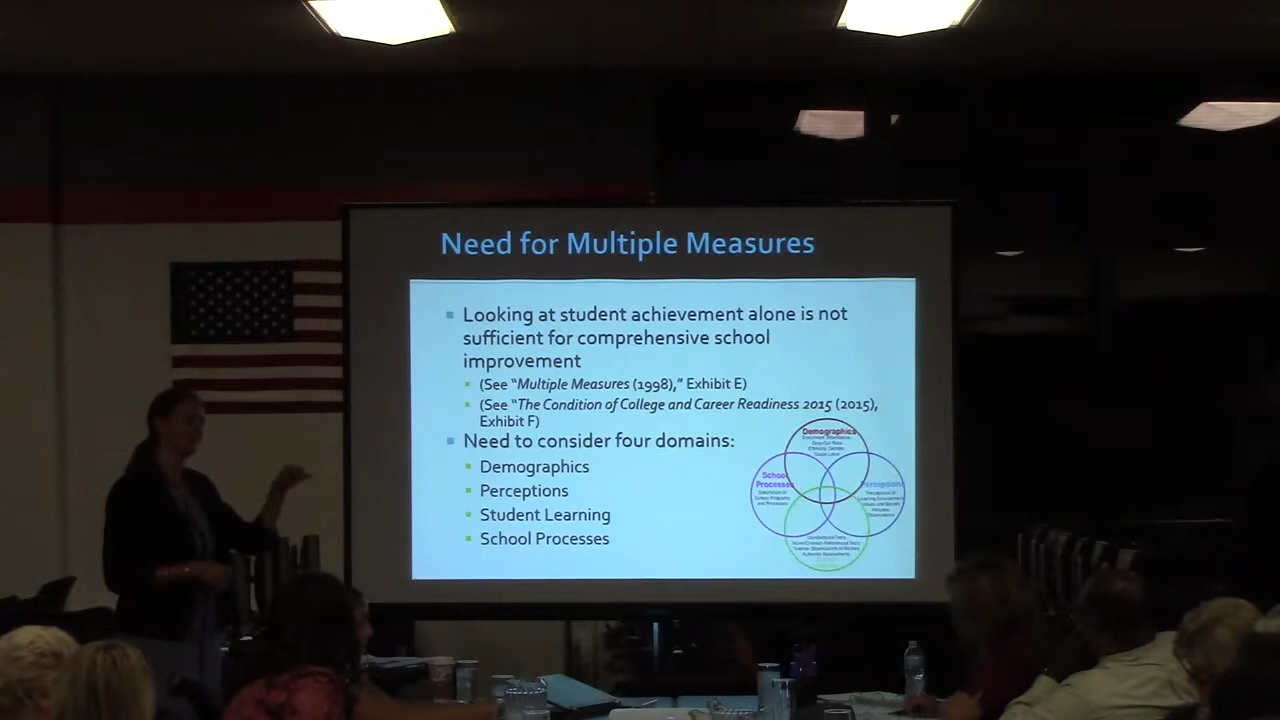 Need for Multiple Measures
Looking at student achievement alone is not
sufficient for comprehensive school
improvement
(See "Multiple Measures (1998)," Exhibit E)
(See "The Condition of College and Career Readiness 2015 (2015),
Exhibit F)
Need to consider four domains:
Demographics
Perceptions
Student Learning
School Processes
Demographics
School
Processes
Perceptions